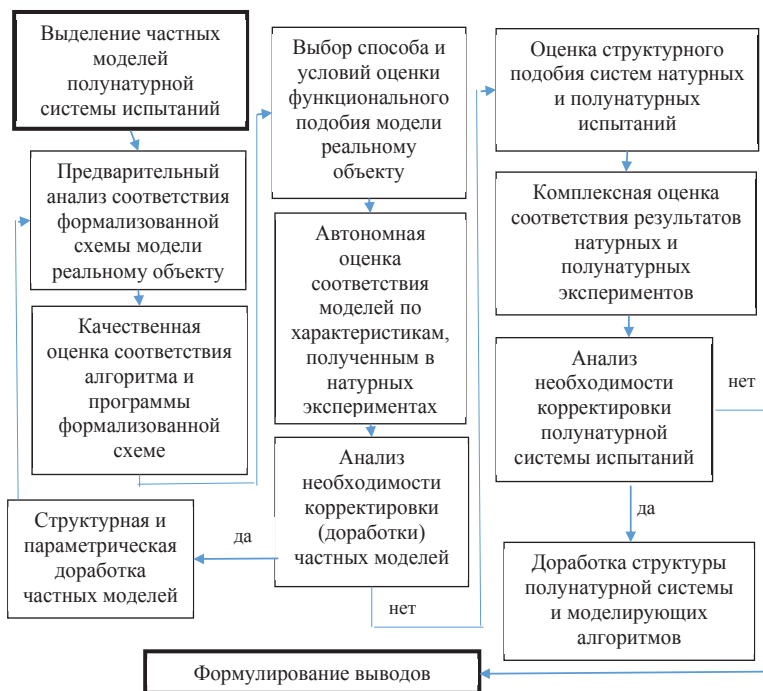 Выделение частных
моделей
полунатурной
системы испытаний
Предварительный
анализ соответствия
формализованной
схемы модели
реальному объекту
Качественная
оценка соответствия
алгоритма и
программы
формализованной
схеме
Структурная и
параметрическая
доработка
частных моделей
Выбор способа и
условий оценки
функционального
подобия модели
реальному
объекту
Автономная
оценка
соответствия
моделей по
характеристикам,
полученным в
натурных
экспериментах
Анализ
необходимости
корректировки
(доработки)
частных моделей
да
нет
Оценка структурного
подобия систем натурных
и полунатурных
испытаний
Комплексная оценка
соответствия результатов
натурных и
полунатурных
экспериментов
Анализ
необходимости
корректировки
полунатурной
системы испытаний
нет
да
Доработка структуры
полунатурной системы
и моделирующих
алгоритмов
Формулирование выводов